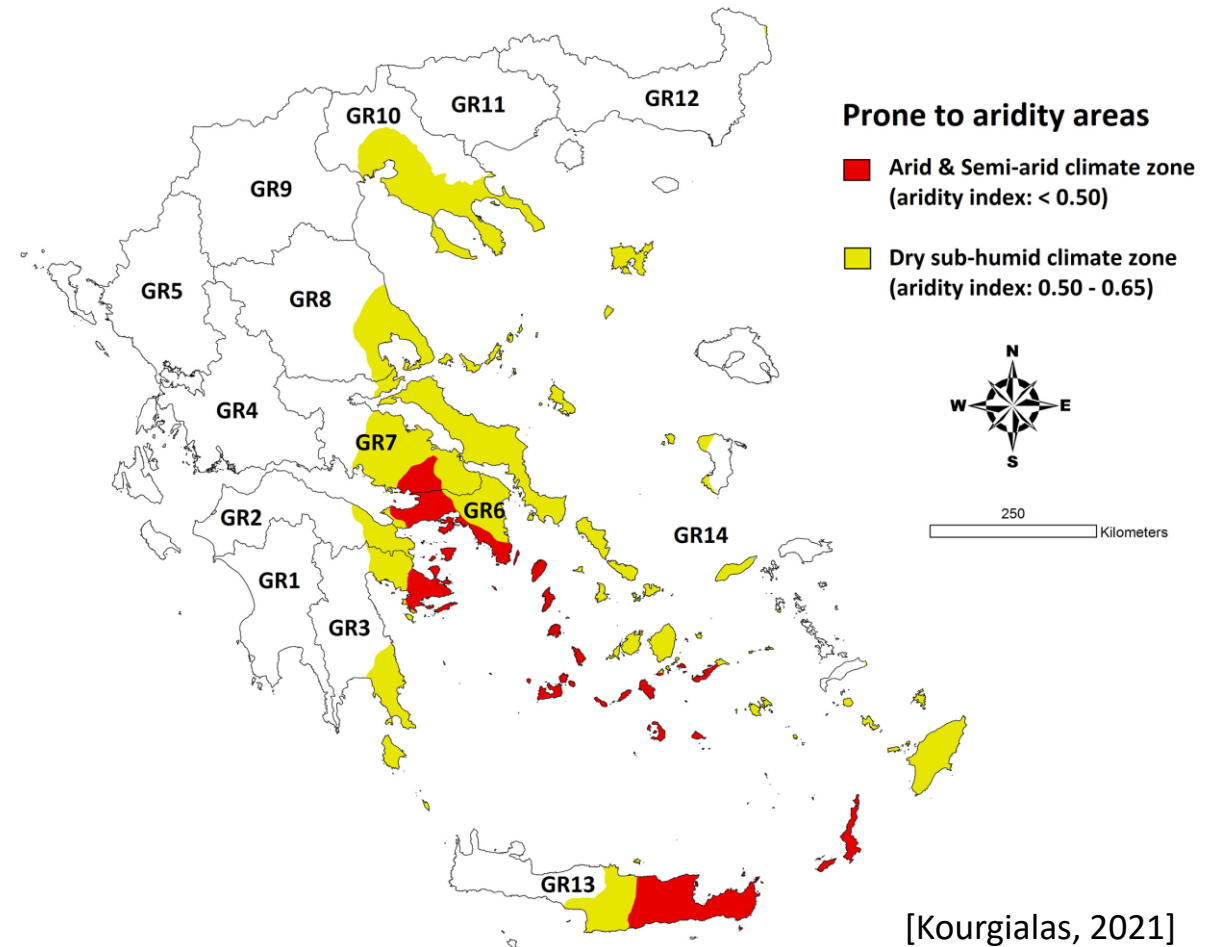 GR12
GR11
GR10
GR9
GR5
GR8
GR4
GR7
GR6
GR2
GR14
GR1
GR3
GR13
Prone to aridity areas
Arid & Semi-arid climate zone
(aridity index: < 0.50)
Dry sub-humid climate zone
(aridity index: 0.50 - 0.65)
N
W E
S
250
Kilometers
[Kourgialas, 2021]